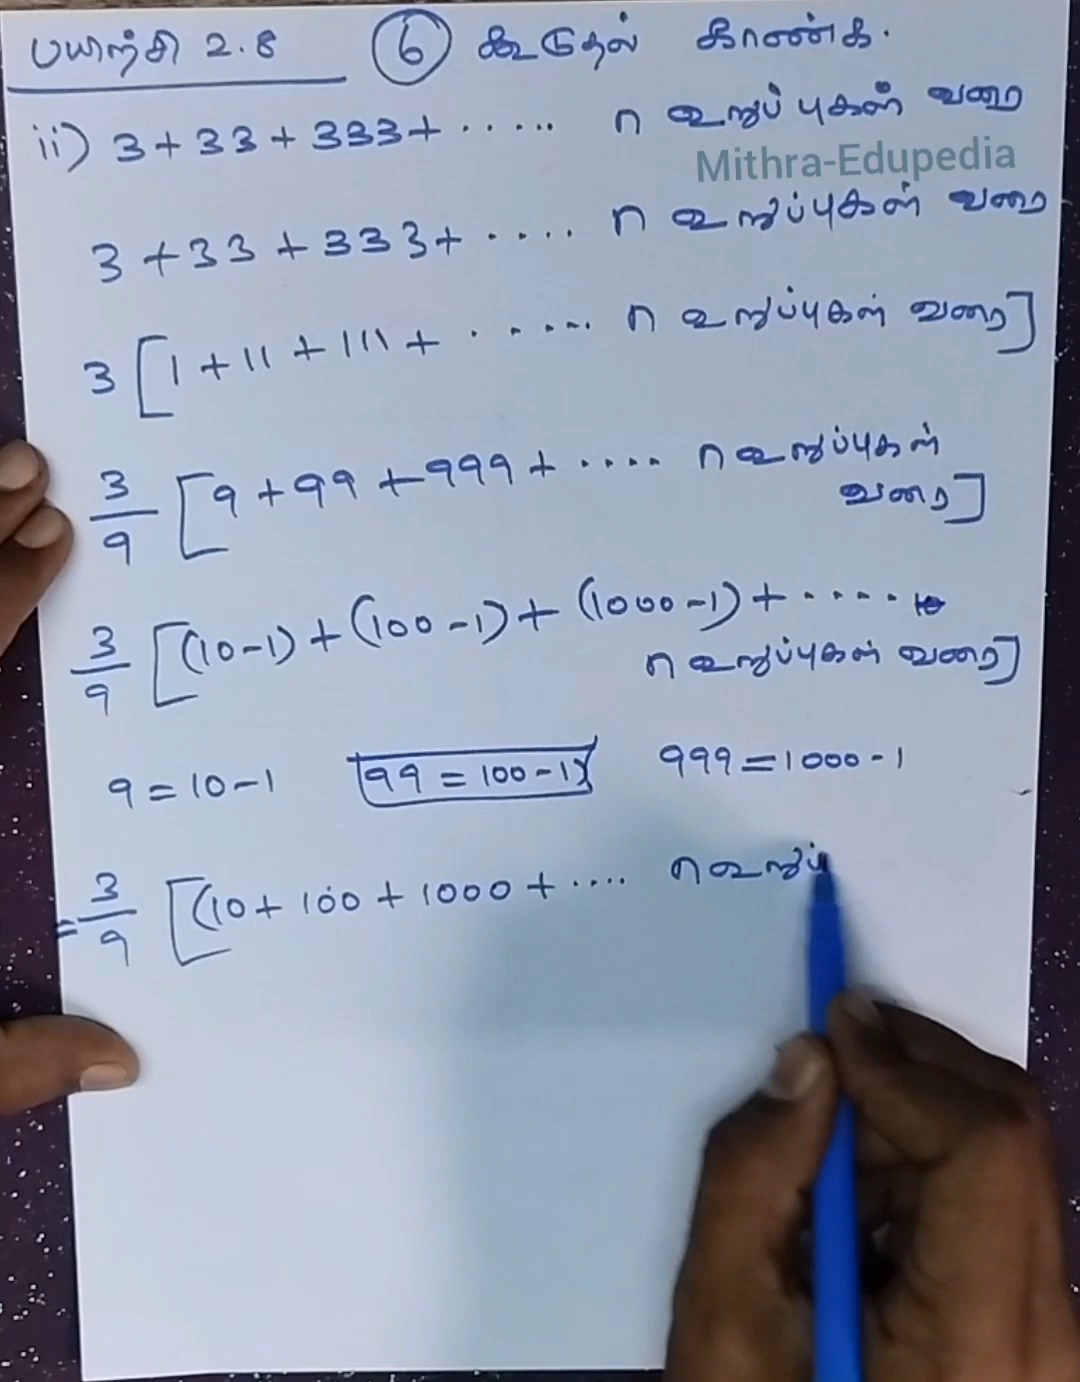 பயிற்சி 2.8 6 கூடுதல் காண்க.
ii) 3+33+333+..... n உறுப்புகள் வரை
Mithra-Edupedia
3+33+333+.... n உறுப்புகள் வரை
3[1+11+111+..... n உறுப்புகள் வரை]
3/9 [9+99+999+.... n உறுப்புகள்
வரை]
3/9 [(10-1)+(100-1)+(1000-1)+.....
n உறுப்புகள் வரை]
9=10-1 99=100-1) 999=1000-1
=3/9 [(10+100+1000+.... n உறுப்